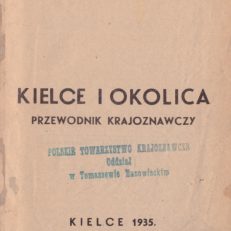 KIELCE I OKOLICA
PRZEWODNIK KRAJOZNAWCZY
POLSKIE TOWARZYSTWO KRAJOZNAWCZE
Oddział
w Tomaszowie Mazowieckim
KIELCE 1935.